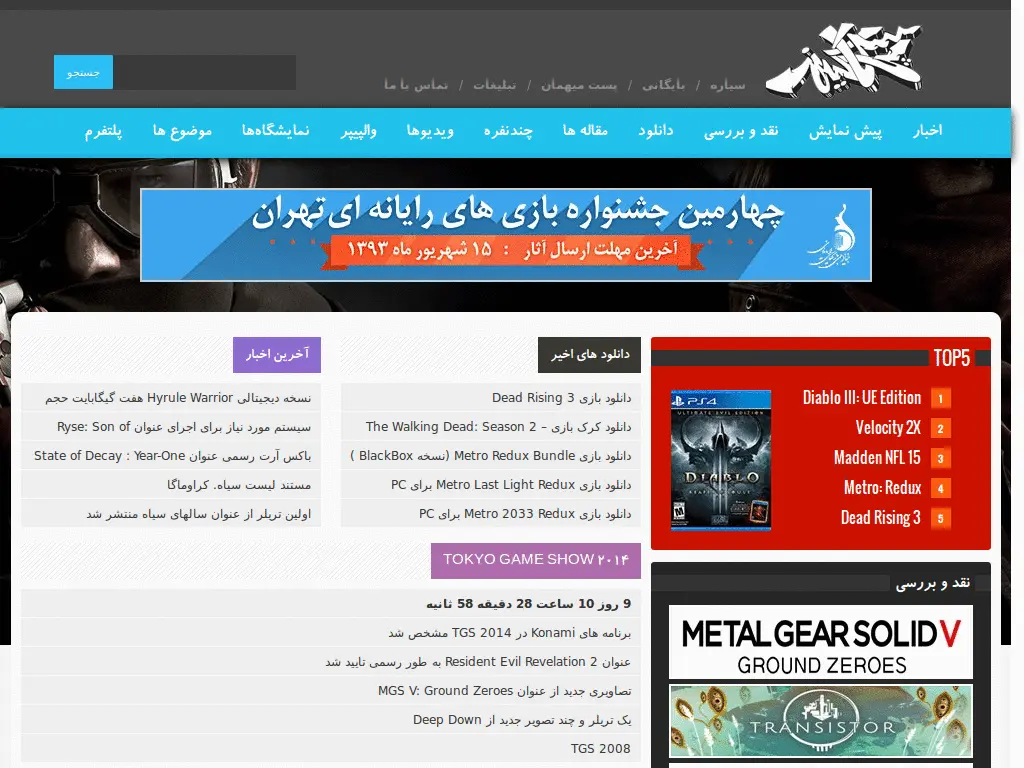 جستجو
سیاره / بایگانی / پست میهمان / تبلیغات / تماس با ما
اخبار پیش نمایش نقد و بررسی دانلود مقاله ها چندنفره ویدیوها والپیپر نمایشگاه‌ها موضوع ها پلتفرم
چهارمین جشنواره بازی های رایانه ای تهران
آخرین مهلت ارسال آثار : ۱۵ شهریور ماه ۱۳۹۳
TOP5
1 Diablo III: UE Edition
2 Velocity 2X
3 Madden NFL 15
4 Metro: Redux
5 Dead Rising 3
PS4
ULTIMATE EVIL EDITION
DIABLO
REAPER OF SOULS
دانلود های اخیر
دانلود بازی Dead Rising 3
دانلود کرک بازی – The Walking Dead: Season 2
دانلود بازی Metro Redux Bundle (نسخه BlackBox )
دانلود بازی Metro Last Light Redux برای PC
دانلود بازی Metro 2033 Redux برای PC
آخرین اخبار
نسخه دیجیتالی Hyrule Warrior هفت گیگابایت حجم
سیستم مورد نیاز برای اجرای عنوان Ryse: Son of
باکس آرت رسمی عنوان State of Decay : Year-One
مستند لیست سیاه. کراوماگا
اولین تریلر از عنوان سالهای سیاه منتشر شد
TOKYO GAME SHOW ۲۰۱۴
9 روز 10 ساعت 28 دقیقه 58 ثانیه
برنامه های Konami در TGS 2014 مشخص شد
عنوان Resident Evil Revelation 2 به طور رسمی تایید شد
تصاویری جدید از عنوان MGS V: Ground Zeroes
یک تریلر و چند تصویر جدید از Deep Down
TGS 2008
نقد و بررسی
METAL GEAR SOLID V
GROUND ZEROES
TRANSISTOR